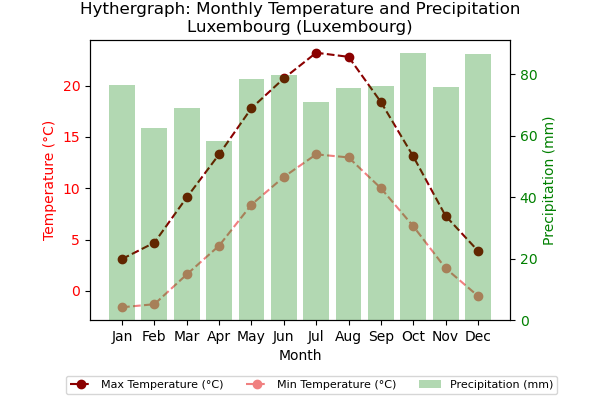 Hythergraph: Monthly Temperature and Precipitation
Luxembourg (Luxembourg)
Temperature (°C)
20
15
10
5
0
80
60
40
20
0
Precipitation (mm)
Jan Feb Mar Apr May Jun Jul Aug Sep Oct Nov Dec
Month
Max Temperature (°C) Min Temperature (°C) Precipitation (mm)